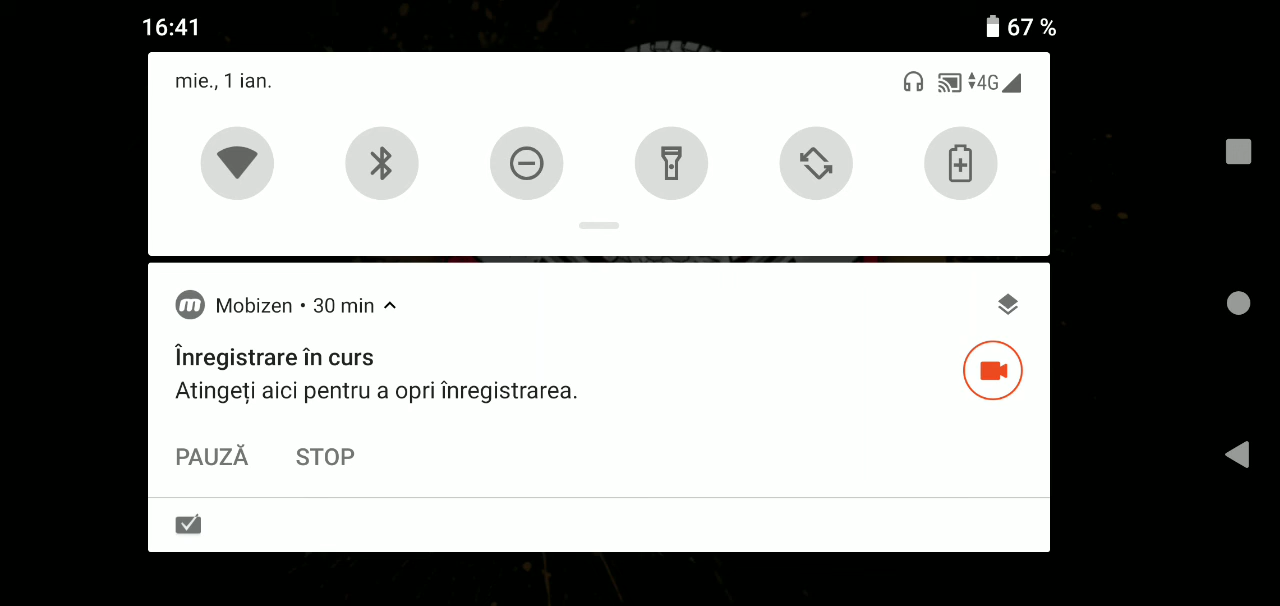 16:41
67 %
mie., 1 ian.
4G
Mobizen • 30 min
Înregistrare în curs
Atingeți aici pentru a opri înregistrarea.
PAUZĂ STOP